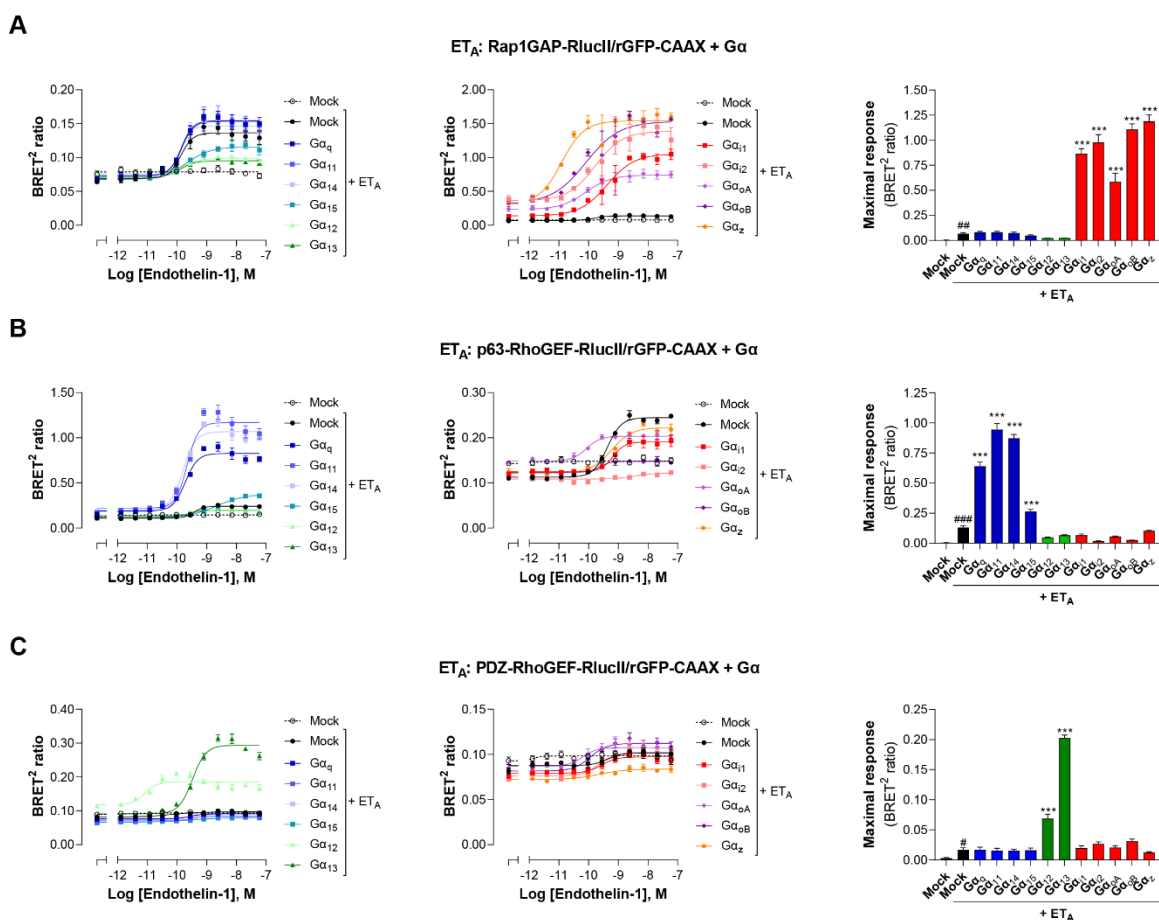 A
ETA: Rap1GAP-RlucII/rGFP-CAAX + Gα
BRET² ratio
0.20
0.15
0.10
0.05
0.00
-12 -11 -10 -9 -8 -7
Log [Endothelin-1], M
Mock
Mock
Gαq
Gα11
Gα14
Gα15
Gα12
Gα13
+ ETA
BRET² ratio
2.00
1.50
1.00
0.50
0.00
-12 -11 -10 -9 -8 -7
Log [Endothelin-1], M
Mock
Mock
Gαi1
Gαi2
GαoA
GαoB
Gαz
+ ETA
Maximal response
(BRET² ratio)
1.50
1.25
1.00
0.75
0.50
0.25
0.00
## *** *** *** *** ***
Mock Mock Gαq Gα11 Gα14 Gα15 Gα12 Gα13 Gαi1 Gαi2 GαoA GαoB Gαz
+ ETA
B
ETA: p63-RhoGEF-RlucII/rGFP-CAAX + Gα
BRET² ratio
1.50
1.00
0.50
0.00
-12 -11 -10 -9 -8 -7
Log [Endothelin-1], M
Mock
Mock
Gαq
Gα11
Gα14
Gα15
Gα12
Gα13
+ ETA
BRET² ratio
0.30
0.20
0.10
0.00
-12 -11 -10 -9 -8 -7
Log [Endothelin-1], M
Mock
Mock
Gαi1
Gαi2
GαoA
GαoB
Gαz
+ ETA
Maximal response
(BRET² ratio)
1.25
1.00
0.75
0.50
0.25
0.00
### *** *** *** ***
Mock Mock Gαq Gα11 Gα14 Gα15 Gα12 Gα13 Gαi1 Gαi2 GαoA GαoB Gαz
+ ETA
C
ETA: PDZ-RhoGEF-RlucII/rGFP-CAAX + Gα
BRET² ratio
0.40
0.30
0.20
0.10
0.00
-12 -11 -10 -9 -8 -7
Log [Endothelin-1], M
Mock
Mock
Gαq
Gα11
Gα14
Gα15
Gα12
Gα13
+ ETA
BRET² ratio
0.15
0.10
0.05
0.00
-12 -11 -10 -9 -8 -7
Log [Endothelin-1], M
Mock
Mock
Gαi1
Gαi2
GαoA
GαoB
Gαz
+ ETA
Maximal response
(BRET² ratio)
0.25
0.20
0.15
0.10
0.05
0.00
# *** ***
Mock Mock Gαq Gα11 Gα14 Gα15 Gα12 Gα13 Gαi1 Gαi2 GαoA GαoB Gαz
+ ETA